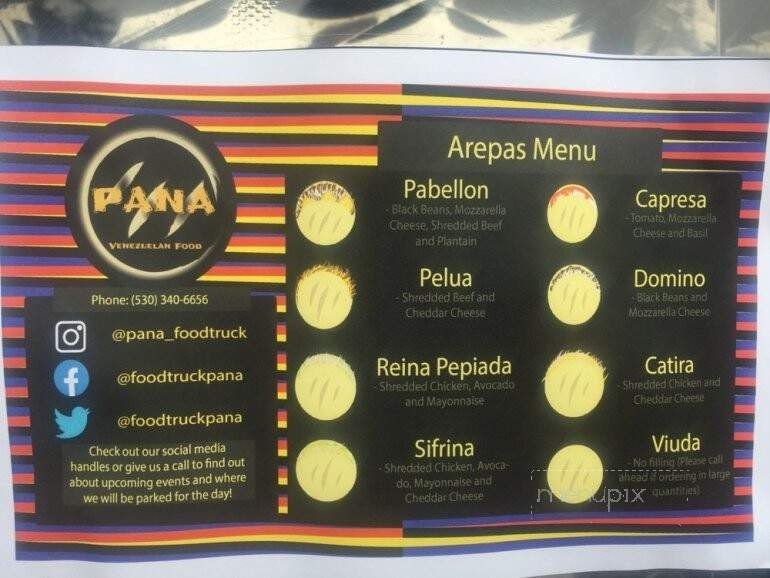 PANA
VENEZUELAN FOOD
Phone: (530) 340-6656
@pana_foodtruck
@foodtruckpana
@foodtruckpana
Check out our social media
handles or give us a call to find out
about upcoming events and where
we will be parked for the day!
Arepas Menu
Pabellon
- Black Beans, Mozzarella
Cheese, Shredded Beef
and Plantain
Pelua
- Shredded Beef and
Cheddar Cheese
Reina Pepiada
- Shredded Chicken, Avocado
and Mayonnaise
Sifrina
- Shredded Chicken, Avoca-
do, Mayonnaise and
Cheddar Cheese
Capresa
- Tomato, Mozzarella
Cheese and Basil
Domino
- Black Beans and
Mozzarella Cheese
Catira
- Shredded Chicken and
Cheddar Cheese
Viuda
- No filling (Please call
ahead if ordering in large
quantities)
menupix